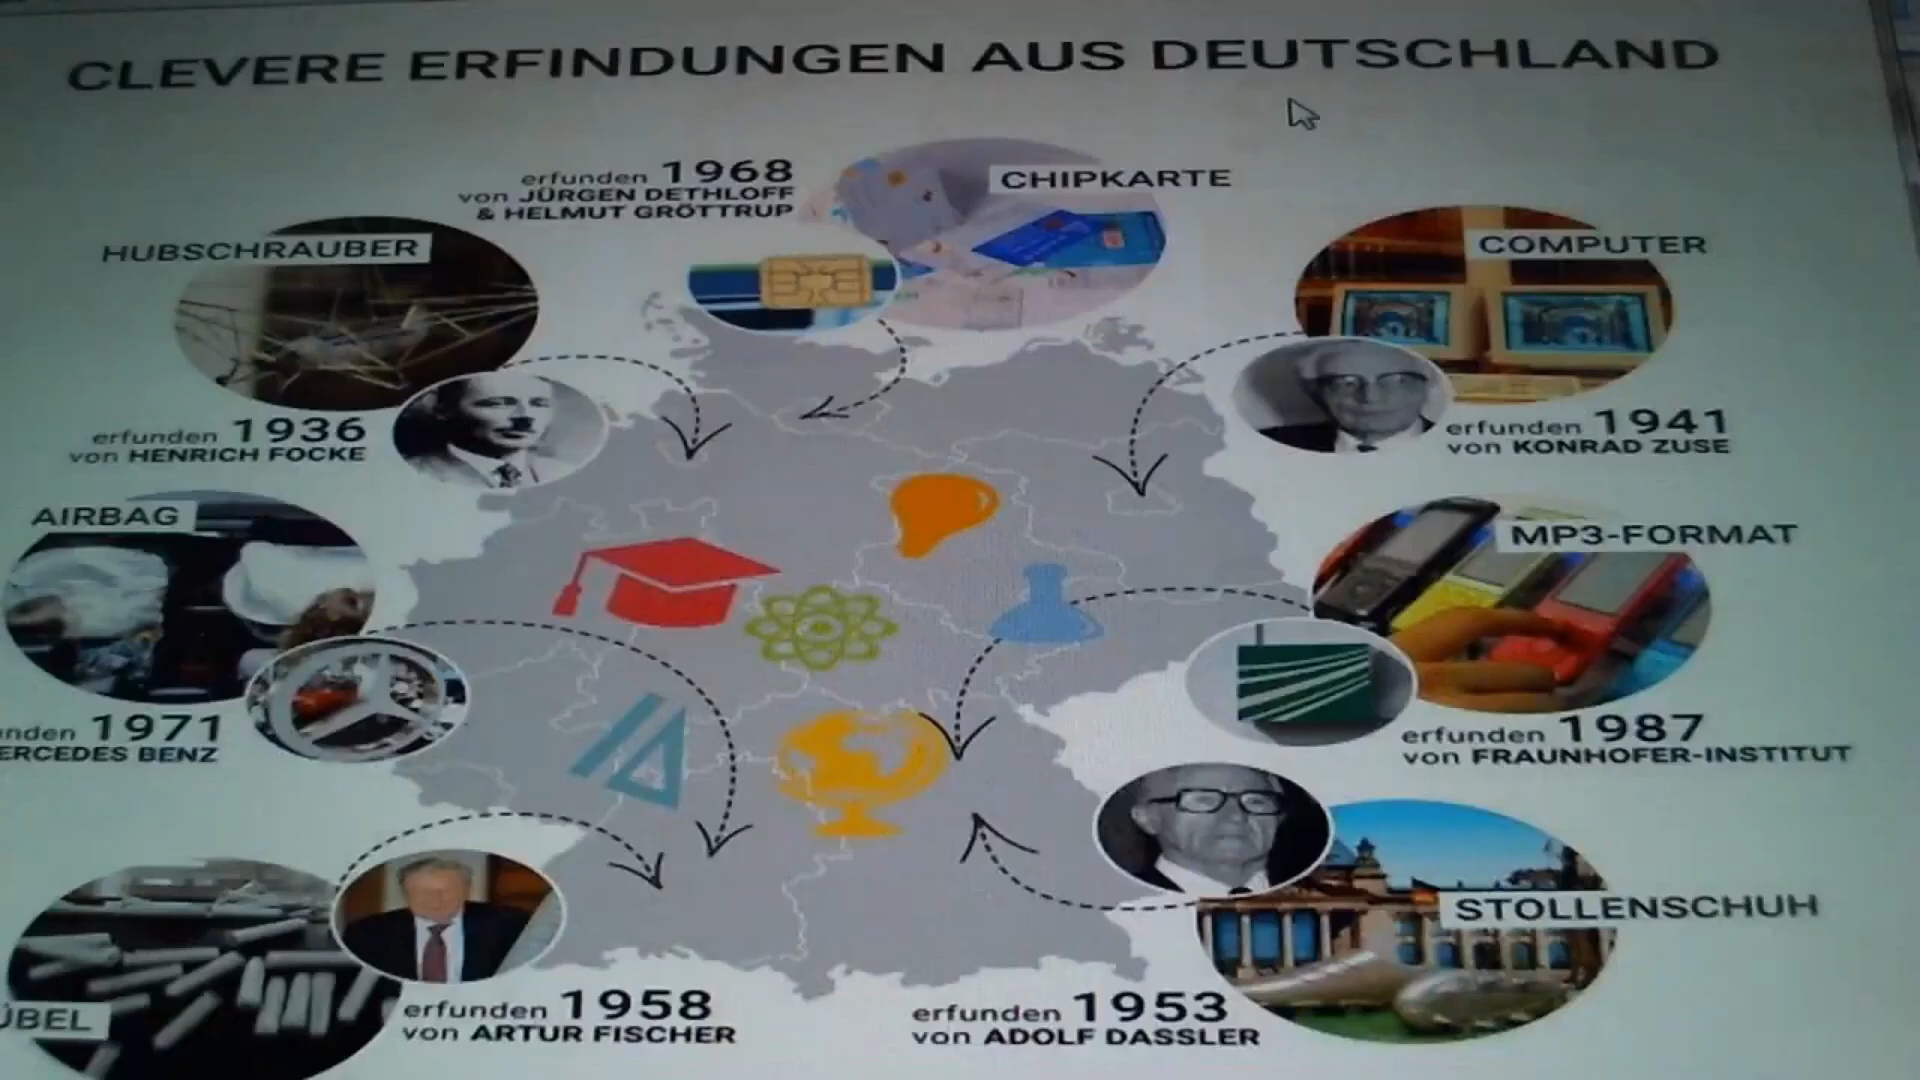 CLEVERE ERFINDUNGEN AUS DEUTSCHLAND
erfunden 1968
von JÜRGEN DETHLOFF
& HELMUT GRÖTTRUP
CHIPKARTE
HUBSCHRAUBER
erfunden 1936
von HENRICH FOCKE
COMPUTER
erfunden 1941
von KONRAD ZUSE
AIRBAG
1971
BENZ
MP3-FORMAT
erfunden 1987
von FRAUNHOFER-INSTITUT
erfunden 1958
von ARTUR FISCHER
STOLLENSCHUH
erfunden 1953
von ADOLF DASSLER